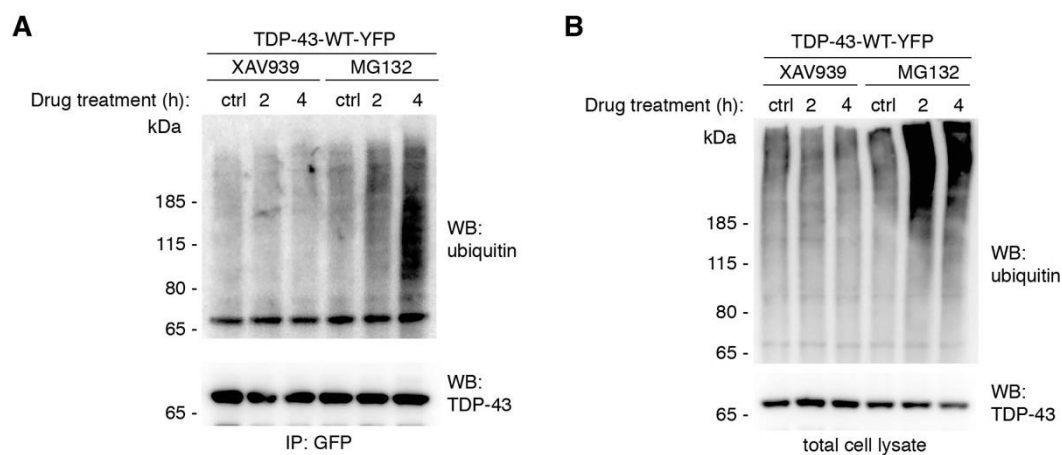 A
TDP-43-WT-YFP
XAV939 MG132
Drug treatment (h): ctrl 2 4 ctrl 2 4
kDa
185 -
115 -
80 -
65 -
WB:
ubiquitin
65 -
WB:
TDP-43
IP: GFP
B
TDP-43-WT-YFP
XAV939 MG132
Drug treatment (h): ctrl 2 4 ctrl 2 4
kDa
185 -
115 -
80 -
65 -
WB:
ubiquitin
65 -
WB:
TDP-43
total cell lysate